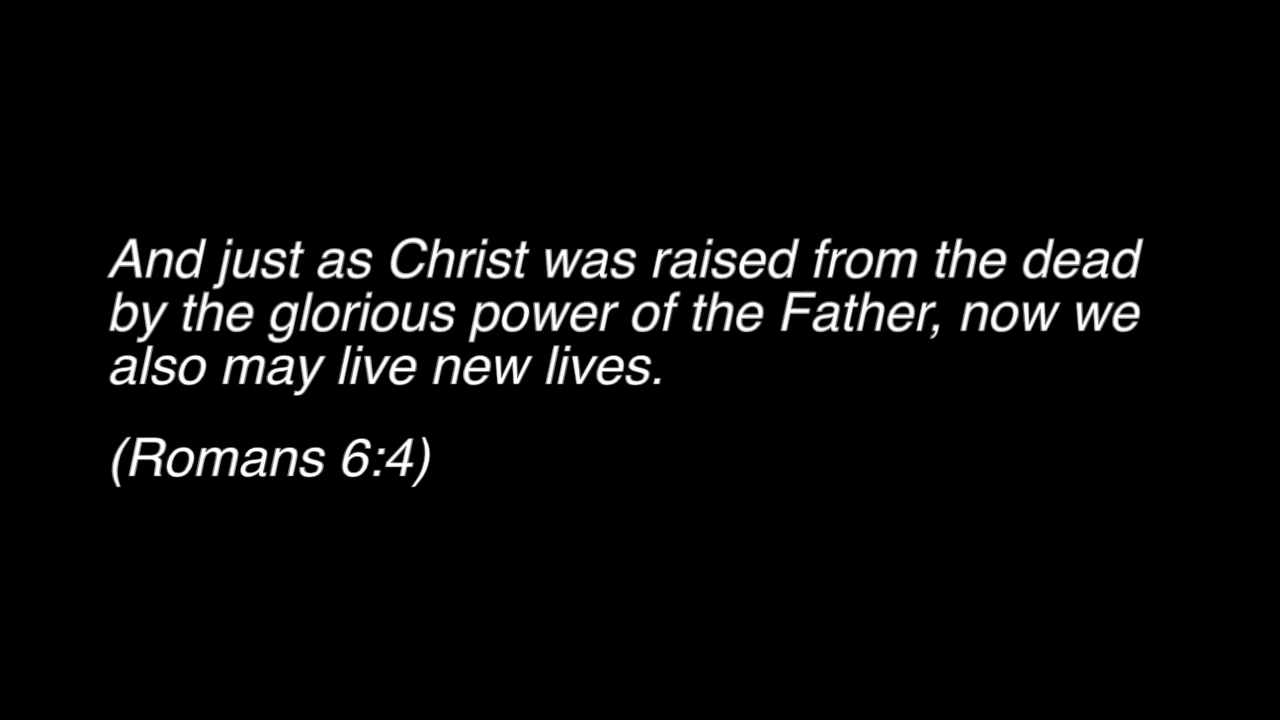 And just as Christ was raised from the dead
by the glorious power of the Father, now we
also may live new lives.
(Romans 6:4)